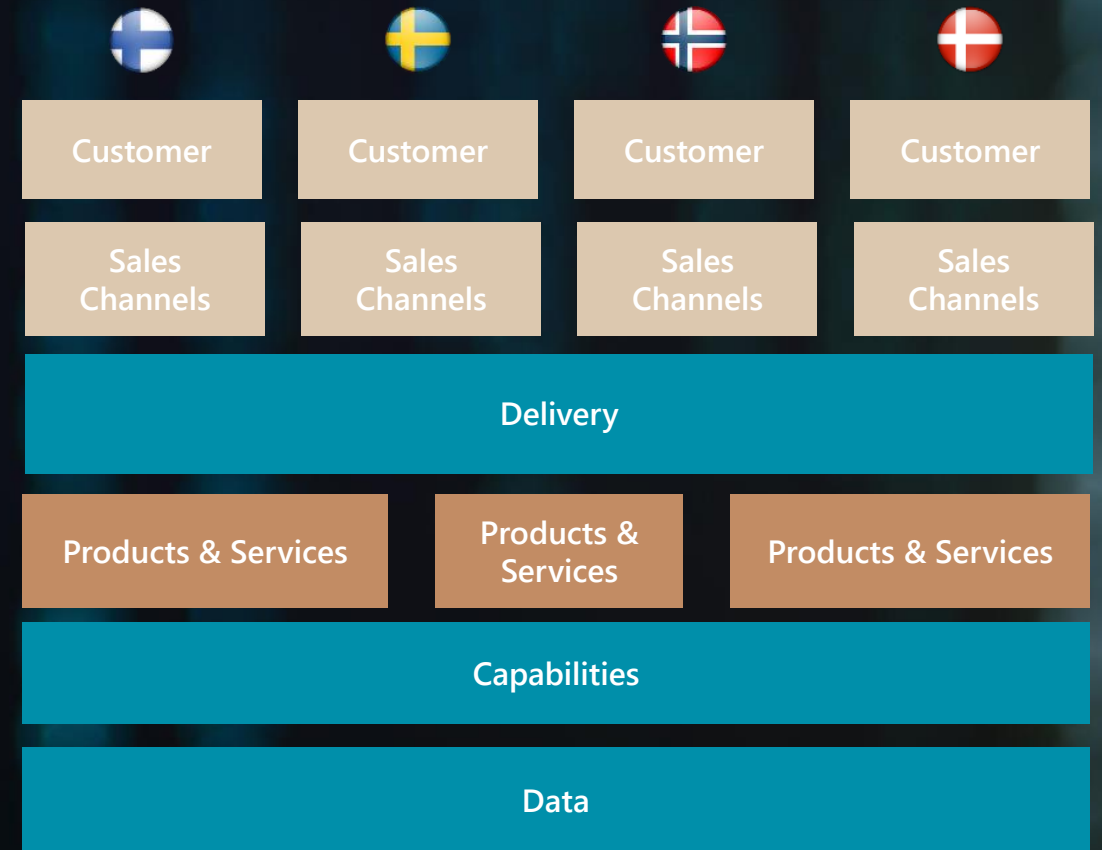 Customer
Customer
Customer
Customer
Sales
Channels
Sales
Channels
Sales
Channels
Sales
Channels
Delivery
Products & Services
Products &
Services
Products & Services
Capabilities
Data